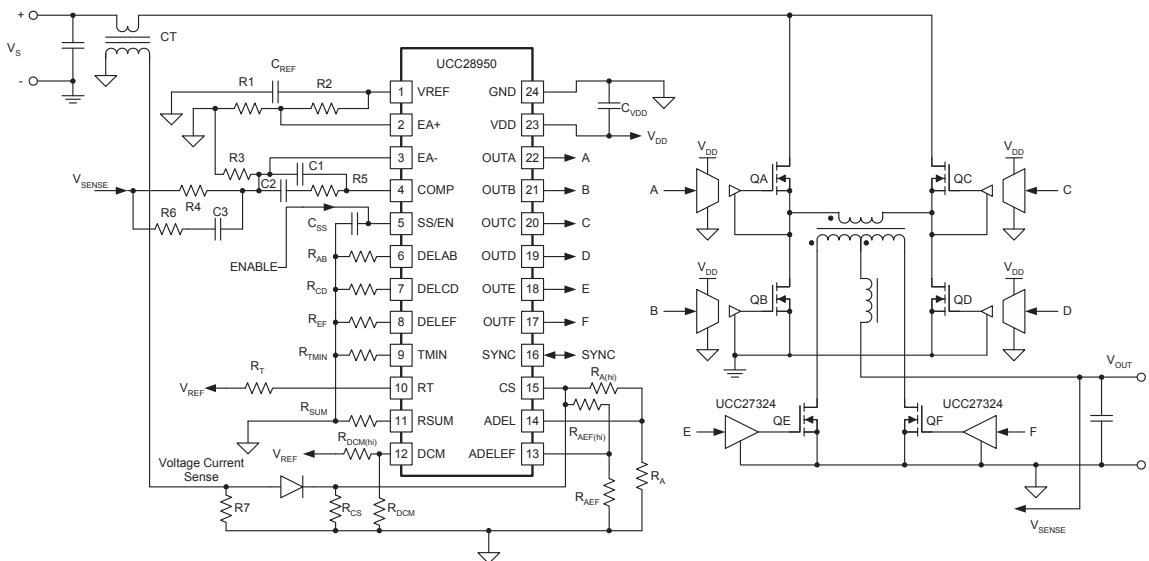 +
CT
V_S
-
UCC28950
C_REF
R1
R2
1 VREF
GND 24
C_VDD
2 EA+
VDD 23
V_DD
R3
C1
3 EA-
OUTA 22
A
V_SENSE
R4
C2
R5
4 COMP
OUTB 21
B
R6
C3
C_SS
5 SS/EN
OUTC 20
C
ENABLE
R_AB
6 DELAB
OUTD 19
D
R_CD
7 DELCD
OUTE 18
E
R_EF
8 DELEF
OUTF 17
F
R_TMIN
9 TMIN
SYNC 16
SYNC
V_REF
R_T
10 RT
CS 15
R_A(hi)
R_SUM
11 RSUM
ADEL 14
R_AEF(hi)
V_REF
R_DCM(hi)
12 DCM
ADELEF 13
Voltage Current
Sense
R7
R_CS
R_DCM
R_AEF
R_A
V_DD
QA
QC
V_DD
A
C
V_DD
QB
QD
V_DD
B
D
V_OUT
UCC27324
QE
QF
UCC27324
E
F
V_SENSE